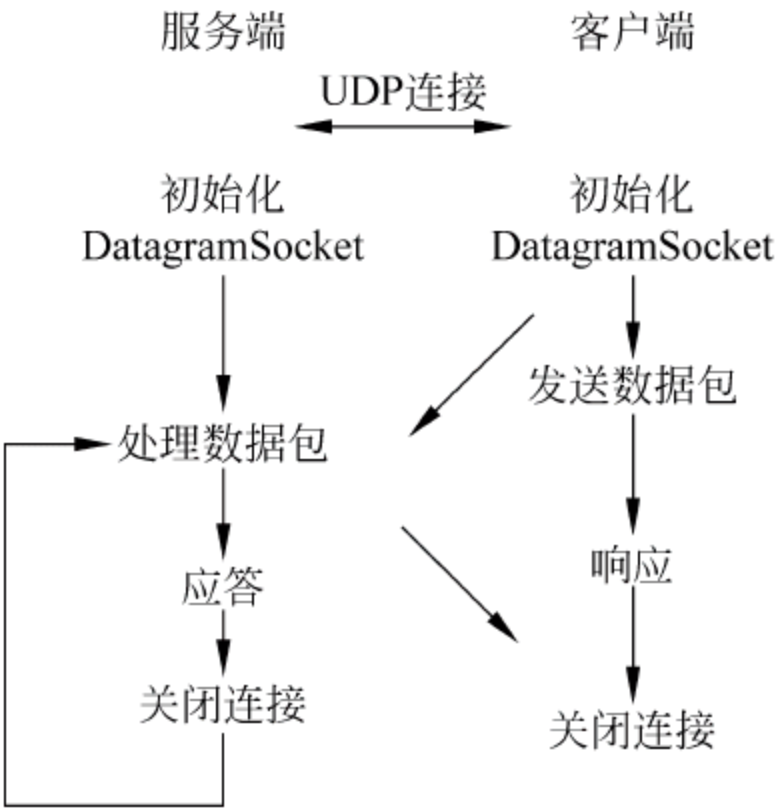 服务端
客户端
UDP连接
初始化
DatagramSocket
初始化
DatagramSocket
发送数据包
处理数据包
响应
应答
关闭连接
关闭连接